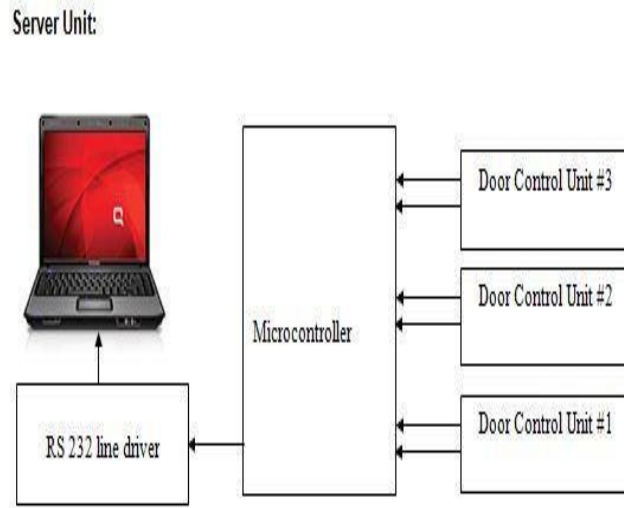 Server Unit:
Door Control Unit #3
Door Control Unit #2
Microcontroller
Door Control Unit #1
RS 232 line driver